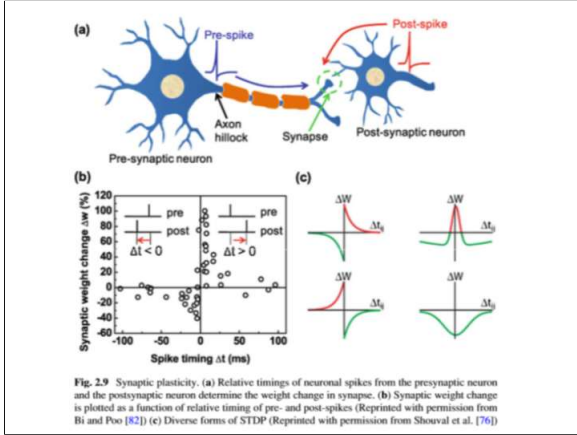 (a)
Pre-spike
Post-spike
Axon
hillock
Synapse
Pre-synaptic neuron
Post-synaptic neuron
(b)
Synaptic weight change Δw (%)
120
100
80
60
40
20
0
-20
-40
-60
pre
post
Δt < 0
pre
post
Δt > 0
-100 -50 0 50 100
Spike timing Δt (ms)
(c)
ΔW
Δtij
ΔW
Δtij
ΔW
Δtij
ΔW
Δtij
Fig. 2.9 Synaptic plasticity. (a) Relative timings of neuronal spikes from the presynaptic neuron
and the postsynaptic neuron determine the weight change in synapse. (b) Synaptic weight change
is plotted as a function of relative timing of pre- and post-spikes (Reprinted with permission from
Bi and Poo [82]) (c) Diverse forms of STDP (Reprinted with permission from Shouval et al. [76])